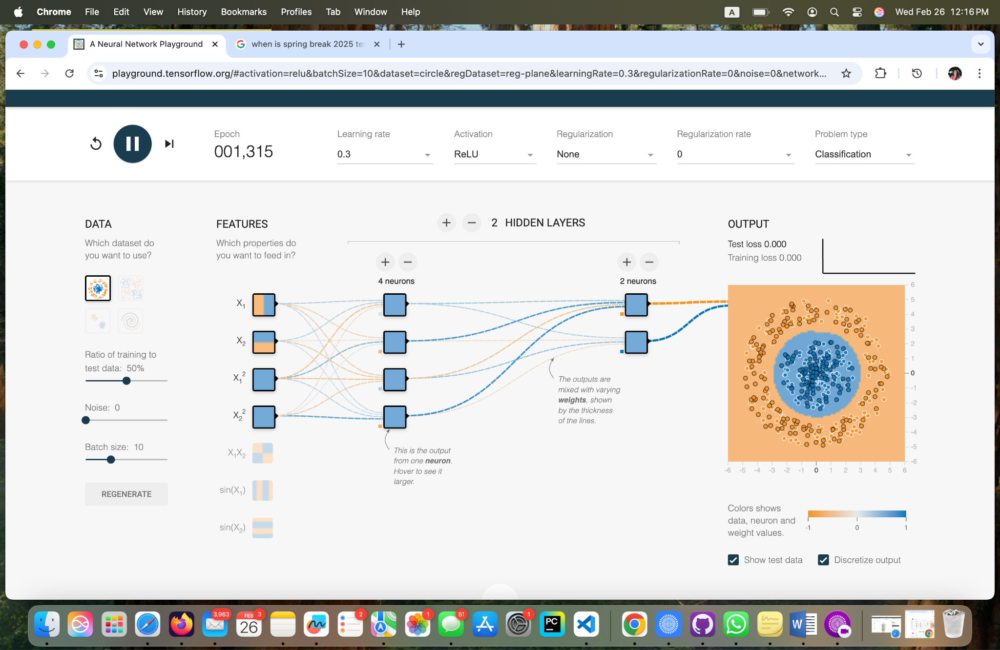 Chrome File Edit View History Bookmarks Profiles Tab Window Help A Wed Feb 26 12:16 PM
A Neural Network Playground
when is spring break 2025 te
playground.tensorflow.org/#activation=relu&batchSize=10&dataset=circle&regDataset=reg-plane&learningRate=0.3&regularizationRate=0&noise=0&network...
Epoch
001,315
Learning rate
0.3
Activation
ReLU
Regularization
None
Regularization rate
0
Problem type
Classification
DATA
Which dataset do
you want to use?
Ratio of training to
test data: 50%
Noise: 0
Batch size: 10
REGENERATE
FEATURES
Which properties do
you want to feed in?
X₁
X₂
X₁²
X₂²
X₁X₂
sin(X₁)
sin(X₂)
+ − 2 HIDDEN LAYERS
+ −
4 neurons
+ −
2 neurons
This is the output
from one neuron.
Hover to see it
larger.
The outputs are
mixed with varying
weights, shown
by the thickness
of the lines.
OUTPUT
Test loss 0.000
Training loss 0.000
6
5
4
3
2
1
0
-1
-2
-3
-4
-5
-6
-6 -5 -4 -3 -2 -1 0 1 2 3 4 5 6
Colors shows
data, neuron and
weight values.
-1 0 1
Show test data
Discretize output
3,963
FEB 3
26
2
1
51
1
PC
W